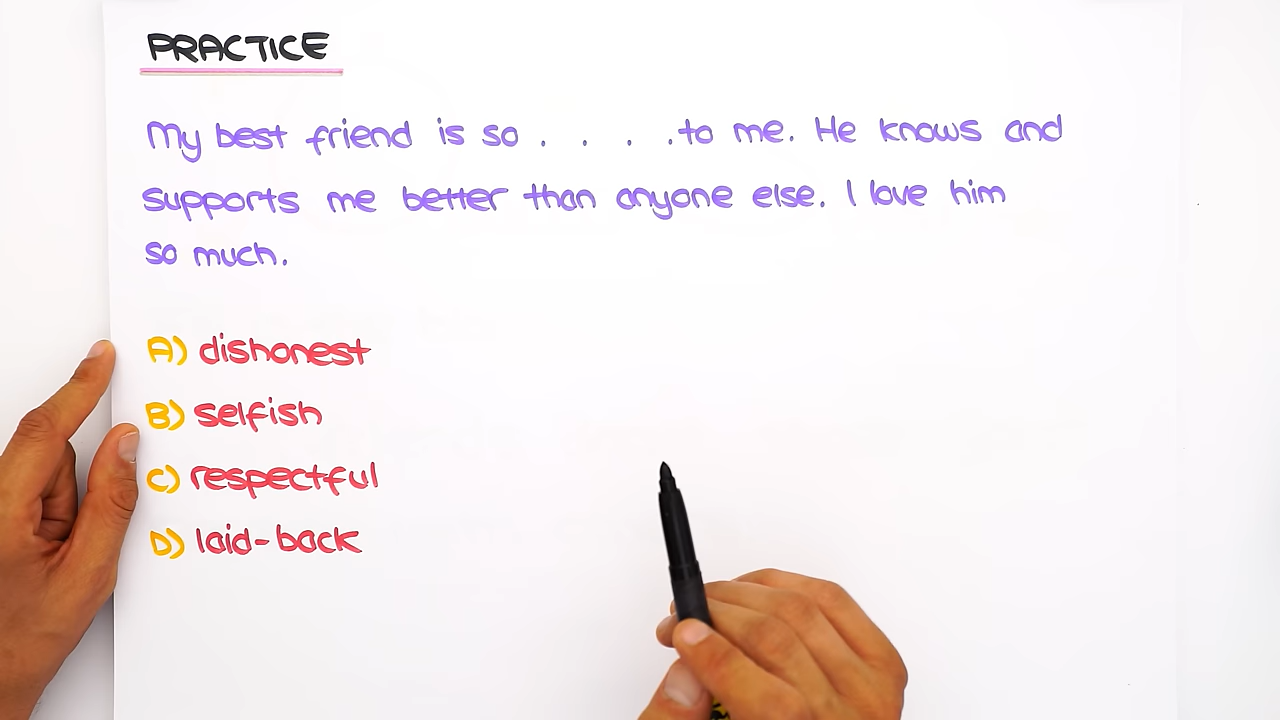 PRACTICE
My best friend is so . . . . to me. He knows and
supports me better than anyone else. I love him
so much.
A) dishonest
B) selfish
C) respectful
D) laid-back